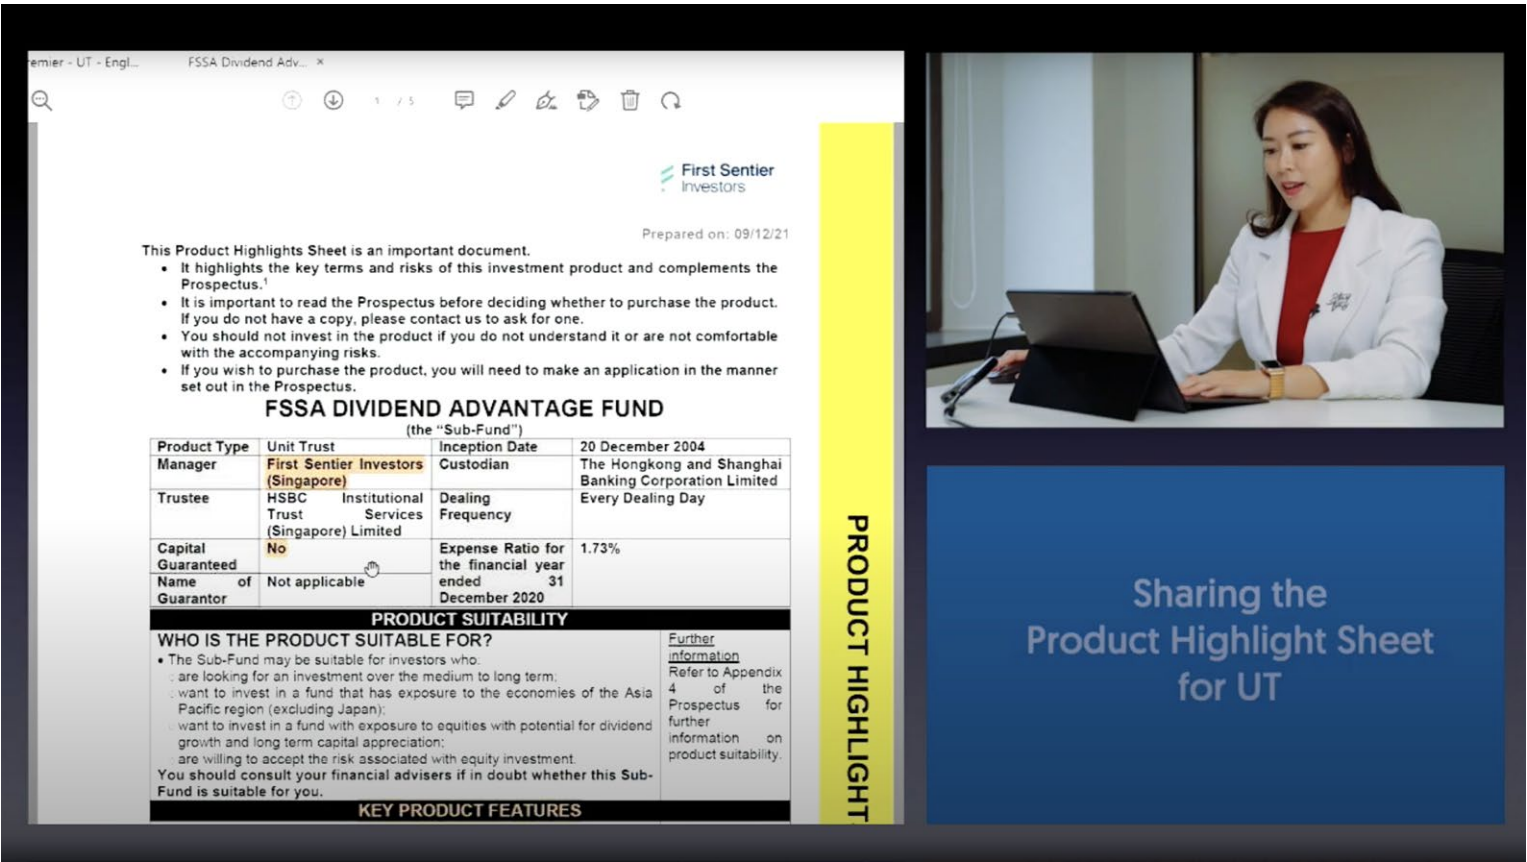 emier - UT - Engl...
FSSA Dividend Adv... ×
1 / 5
First Sentier
Investors
Prepared on: 09/12/21
This Product Highlights Sheet is an important document.
• It highlights the key terms and risks of this investment product and complements the
Prospectus.¹
• It is important to read the Prospectus before deciding whether to purchase the product.
If you do not have a copy, please contact us to ask for one.
• You should not invest in the product if you do not understand it or are not comfortable
with the accompanying risks.
• If you wish to purchase the product, you will need to make an application in the manner
set out in the Prospectus.
FSSA DIVIDEND ADVANTAGE FUND
(the “Sub-Fund”)
Product Type Unit Trust Inception Date 20 December 2004
Manager First Sentier Investors Custodian The Hongkong and Shanghai
(Singapore) Banking Corporation Limited
Trustee HSBC Institutional Dealing Every Dealing Day
Trust Services Frequency
(Singapore) Limited
Capital No Expense Ratio for 1.73%
Guaranteed the financial year
Name of Not applicable ended 31
Guarantor December 2020
PRODUCT SUITABILITY
WHO IS THE PRODUCT SUITABLE FOR?
• The Sub-Fund may be suitable for investors who:
are looking for an investment over the medium to long term;
want to invest in a fund that has exposure to the economies of the Asia
Pacific region (excluding Japan);
want to invest in a fund with exposure to equities with potential for dividend
growth and long term capital appreciation;
are willing to accept the risk associated with equity investment.
You should consult your financial advisers if in doubt whether this Sub-
Fund is suitable for you.
Further
information
Refer to Appendix
4 of the
Prospectus for
further
information on
product suitability.
KEY PRODUCT FEATURES
PRODUCT HIGHLIGHT
Sharing the
Product Highlight Sheet
for UT